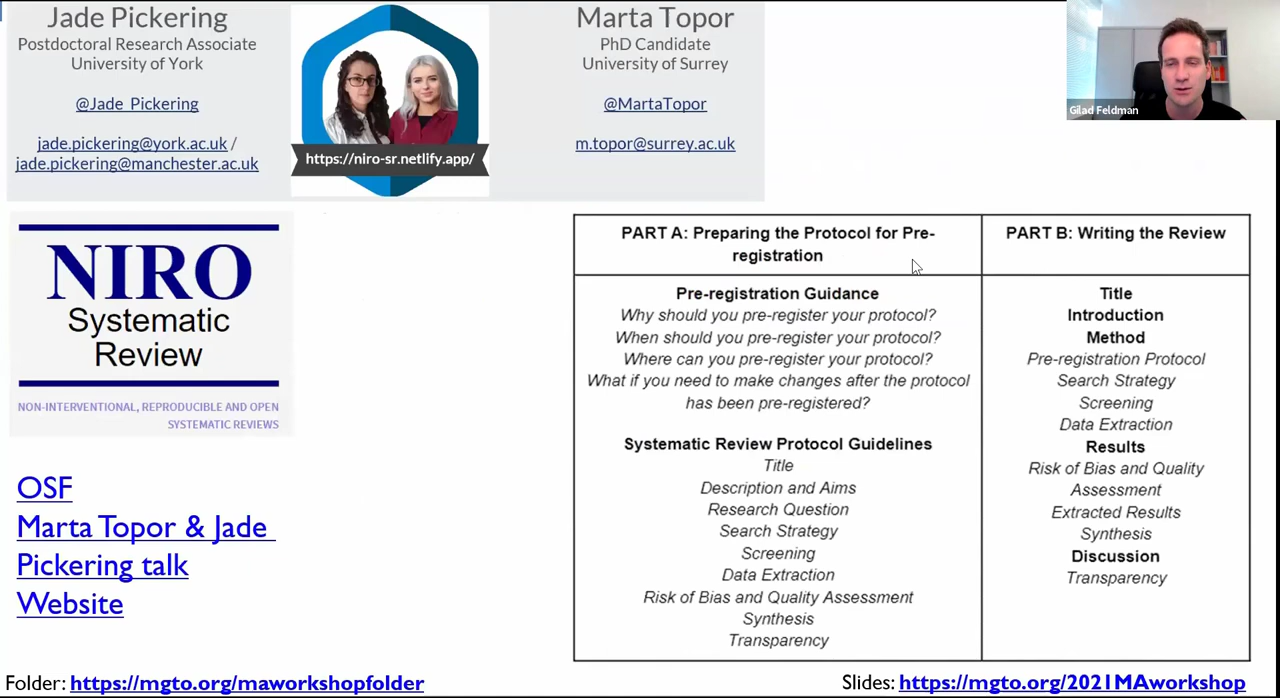 Jade Pickering
Postdoctoral Research Associate
University of York
@Jade_Pickering
jade.pickering@york.ac.uk /
jade.pickering@manchester.ac.uk
https://niro-sr.netlify.app/
Marta Topor
PhD Candidate
University of Surrey
@MartaTopor
m.topor@surrey.ac.uk
Gilad Feldman
NIRO
Systematic
Review
NON-INTERVENTIONAL, REPRODUCIBLE AND OPEN
SYSTEMATIC REVIEWS
OSF
Marta Topor & Jade
Pickering talk
Website
PART A: Preparing the Protocol for Pre-
registration
Pre-registration Guidance
Why should you pre-register your protocol?
When should you pre-register your protocol?
Where can you pre-register your protocol?
What if you need to make changes after the protocol
has been pre-registered?
Systematic Review Protocol Guidelines
Title
Description and Aims
Research Question
Search Strategy
Screening
Data Extraction
Risk of Bias and Quality Assessment
Synthesis
Transparency
PART B: Writing the Review
Title
Introduction
Method
Pre-registration Protocol
Search Strategy
Screening
Data Extraction
Results
Risk of Bias and Quality
Assessment
Extracted Results
Synthesis
Discussion
Transparency
Folder: https://mgto.org/maworkshopfolder
Slides: https://mgto.org/2021MAworkshop